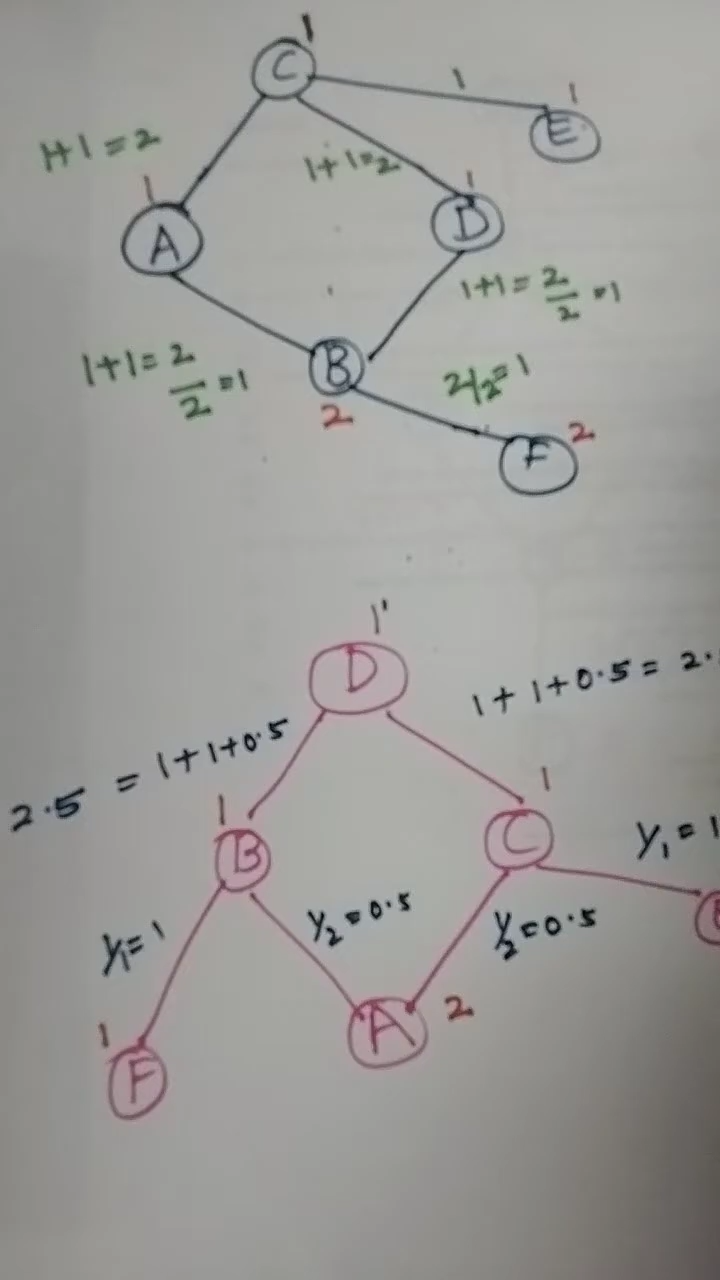 1
C
1
1
E
1+1=2
1+1=2
1
1
A
D
1+1= 2/2 =1
1+1= 2/2 =1
B
2
2/2=1
F
2
1
D
1+1+0.5=2.
2.5 = 1+1+0.5
1
1
B
C
Y1=1
Y1=1
Y2=0.5
Y2=0.5
A
2
1
F